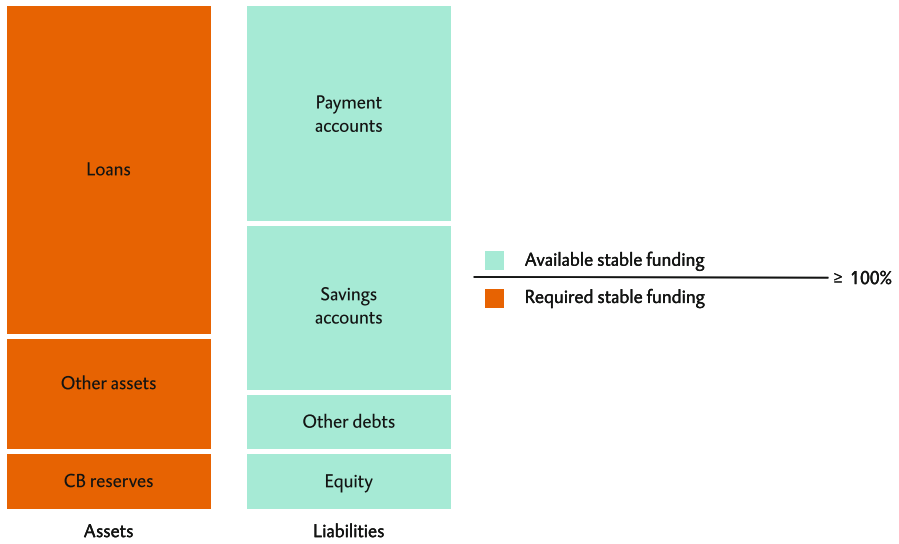 Loans
Other assets
CB reserves
Assets
Payment
accounts
Savings
accounts
Other debts
Equity
Liabilities
Available stable funding
≥ 100%
Required stable funding